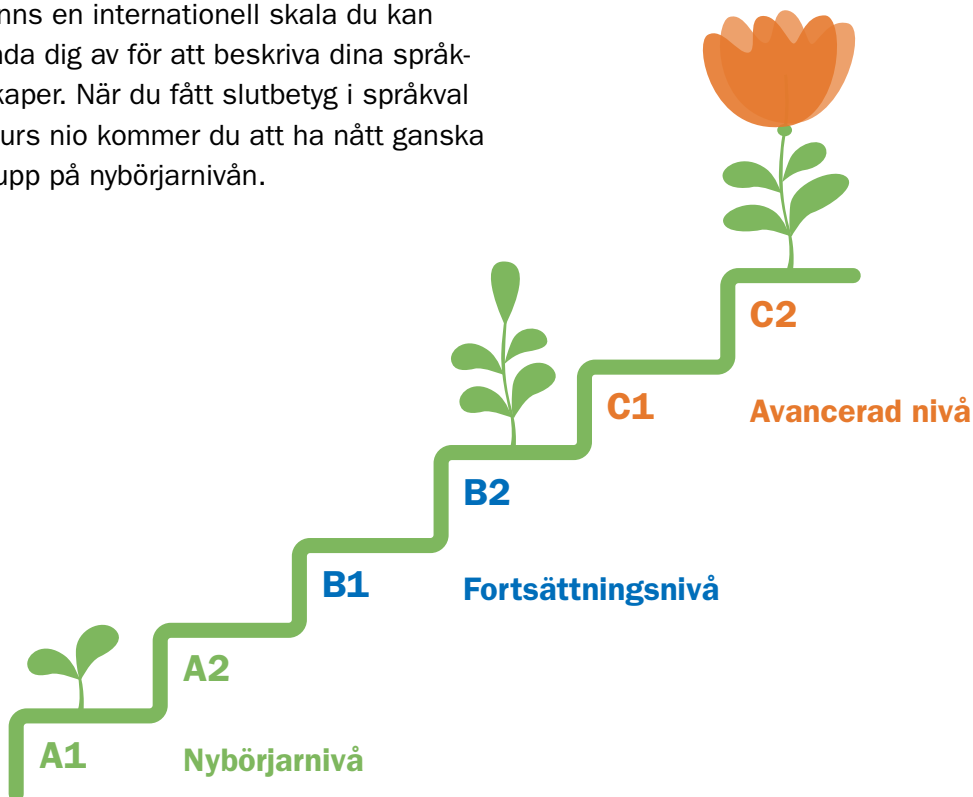 en internationell skala du kan
dig av för att beskriva dina språk-
När du fått slutbetyg i språkval
nio kommer du att ha nått ganska
upp på nybörjarnivån.
C2
C1
Avancerad nivå
B2
B1
Fortsättningsnivå
A2
A1
Nybörjarnivå